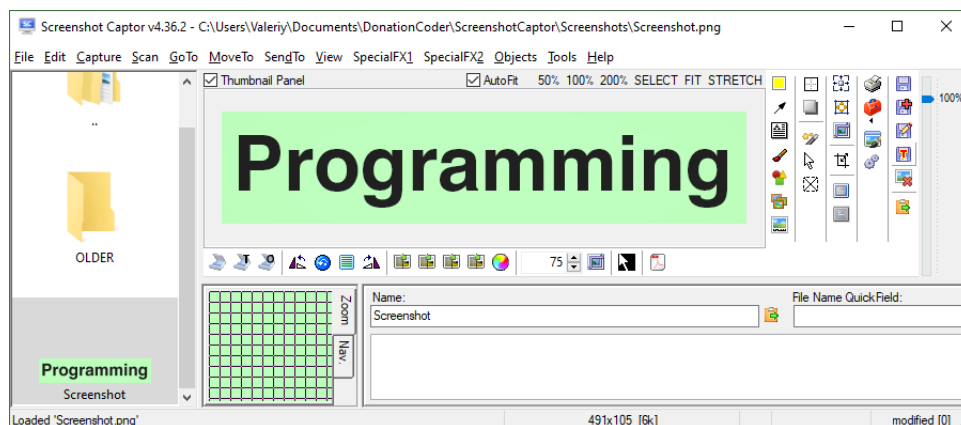 Screenshot Captor v4.36.2 - C:\Users\Valeriy\Documents\DonationCoder\ScreenshotCaptor\Screenshots\Screenshot.png
File Edit Capture Scan GoTo MoveTo SendTo View SpecialFX1 SpecialFX2 Objects Tools Help
Thumbnail Panel AutoFit 50% 100% 200% SELECT FIT STRETCH
100%
..
Programming
OLDER
75
Zoom
Nav.
Name:
File Name QuickField:
Screenshot
Programming
Screenshot
Loaded 'Screenshot.png' 491x105 [6k] modified [0]